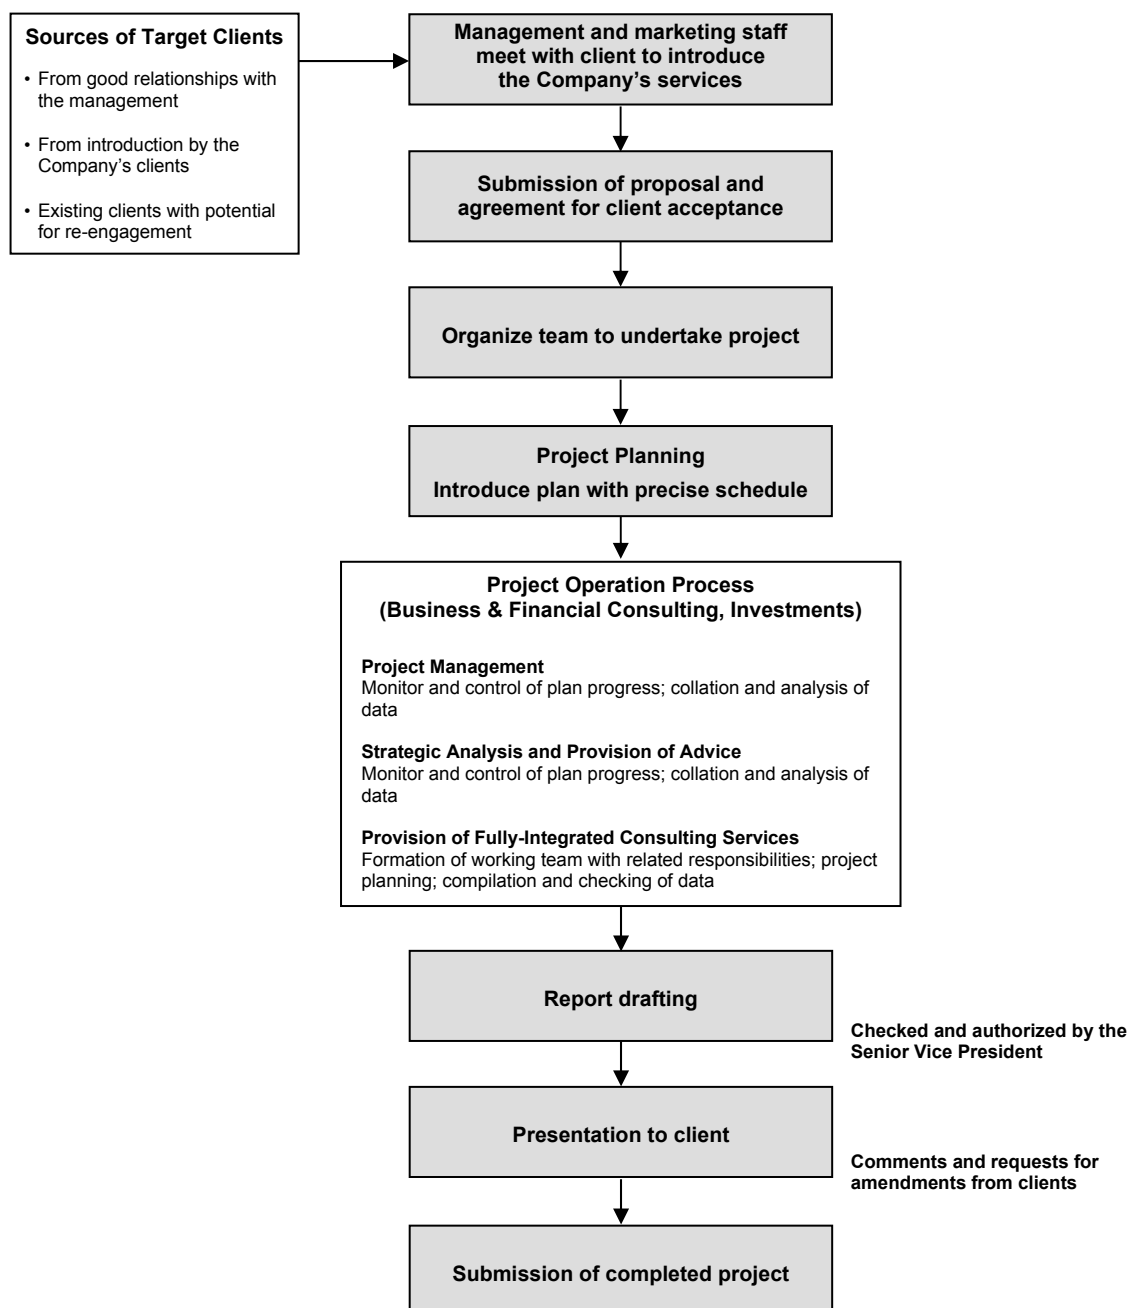 Sources of Target Clients
• From good relationships with
the management
• From introduction by the
Company’s clients
• Existing clients with potential
for re-engagement
Management and marketing staff
meet with client to introduce
the Company’s services
Submission of proposal and
agreement for client acceptance
Organize team to undertake project
Project Planning
Introduce plan with precise schedule
Project Operation Process
(Business & Financial Consulting, Investments)
Project Management
Monitor and control of plan progress; collation and analysis of
data
Strategic Analysis and Provision of Advice
Monitor and control of plan progress; collation and analysis of
data
Provision of Fully-Integrated Consulting Services
Formation of working team with related responsibilities; project
planning; compilation and checking of data
Report drafting
Checked and authorized by the
Senior Vice President
Presentation to client
Comments and requests for
amendments from clients
Submission of completed project